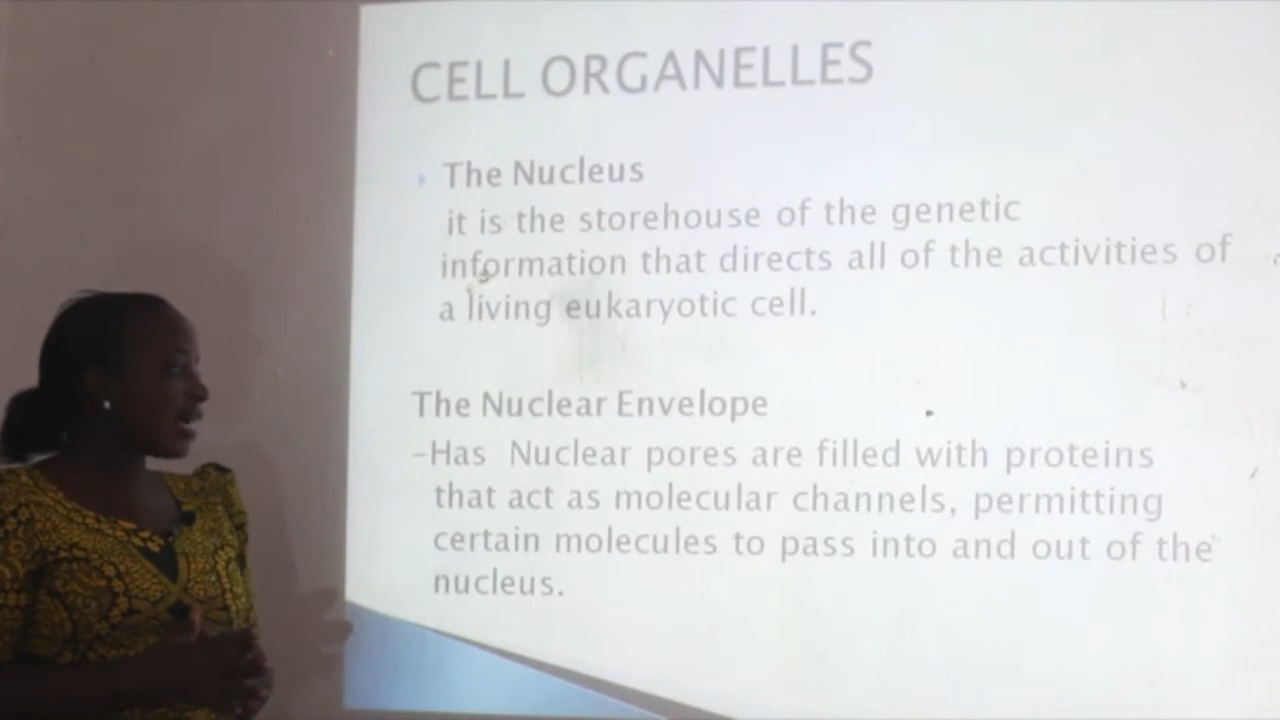 CELL ORGANELLES
The Nucleus
it is the storehouse of the genetic
information that directs all of the activities of
a living eukaryotic cell.
The Nuclear Envelope
–Has Nuclear pores are filled with proteins
that act as molecular channels, permitting
certain molecules to pass into and out of the
nucleus.